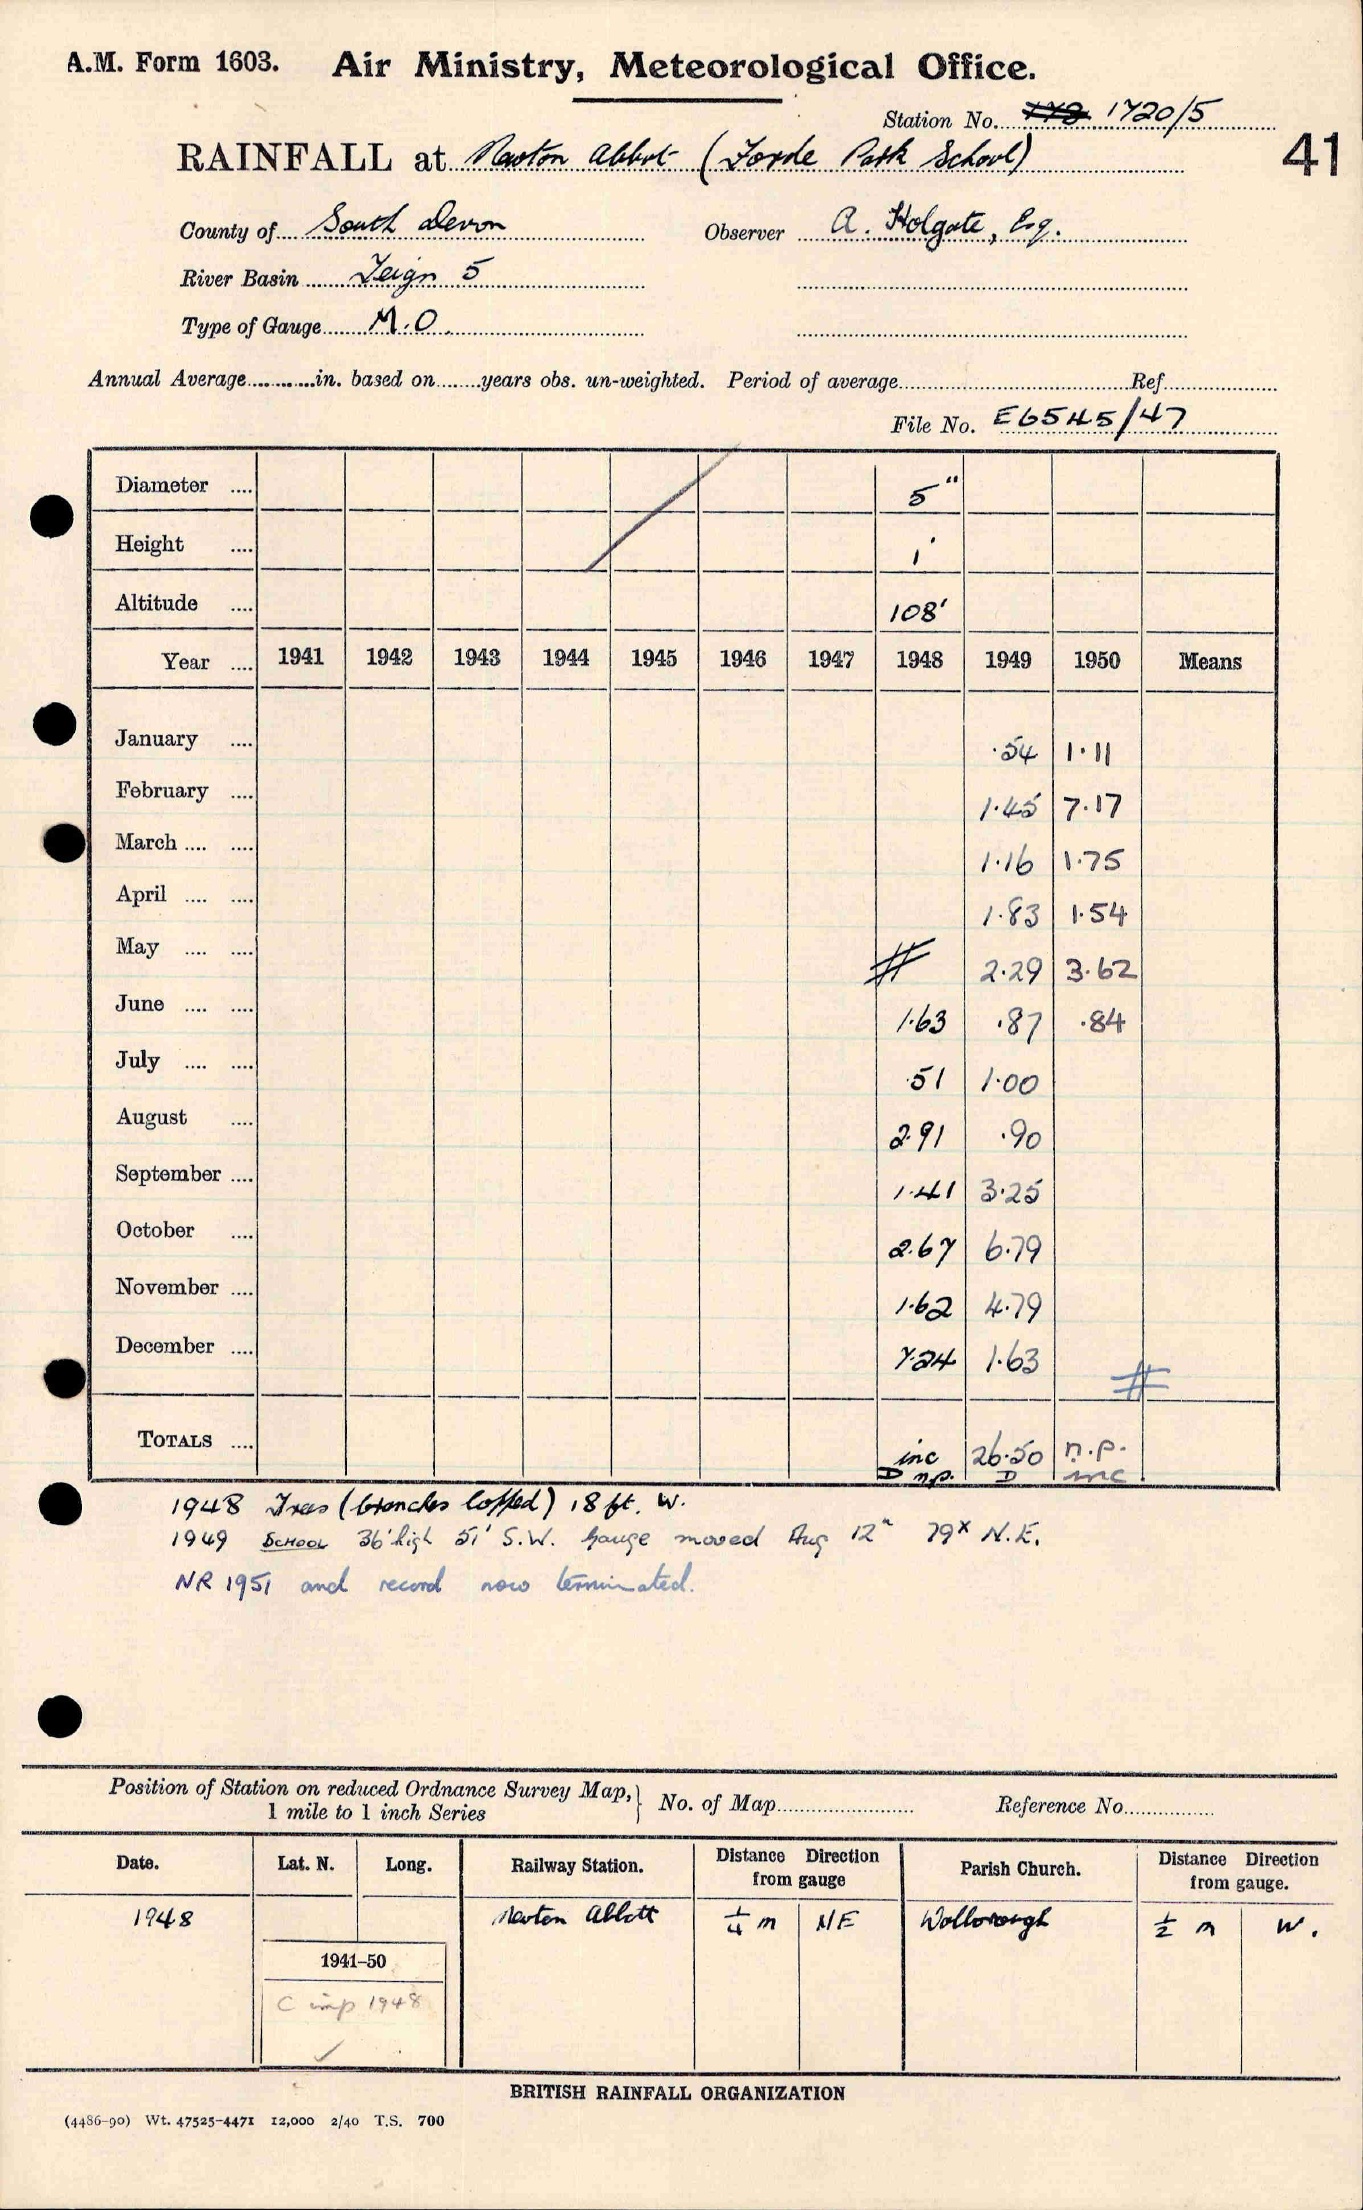 A.M. Form 1603. Air Ministry, Meteorological Office.
Station No. 1720/5
RAINFALL at Newton Abbot (Forde Park School)
41
County of South Devon Observer A. Holgate, Esq.
River Basin Teign 5
Type of Gauge M.O.
Annual Average............in. based on........years obs. un-weighted. Period of average............Ref............
File No. E6545/47
Diameter .... 5"
Height .... 1'
Altitude .... 108'
Year .... 1941 1942 1943 1944 1945 1946 1947 1948 1949 1950 Means
January .... .54 1.11
February .... 1.45 7.17
March .... .... 1.16 1.75
April .... .... 1.83 1.54
May .... .... 2.29 3.62
June .... .... 1.63 .87 .84
July .... .... .51 1.00
August .... 2.91 .90
September .... 1.41 3.25
October .... 2.67 6.79
November .... 1.62 4.79
December .... 7.24 1.63
TOTALS .... inc 26.50 n.p.
D n.p. D inc
1948 Trees (branches lopped) 18 ft. W.
1949 SCHOOL 36' high 51' S.W. Gauge moved Aug 12th 79x N.E.
NR 1951 and record now terminated.
Position of Station on reduced Ordnance Survey Map, 1 mile to 1 inch Series } No. of Map............ Reference No............
Date. Lat. N. Long. Railway Station. Distance Direction from gauge Parish Church. Distance Direction from gauge.
1948 Newton Abbott 1/4 m NE Wolborough 1/2 m W.
1941-50
C imp 1948
✓
BRITISH RAINFALL ORGANIZATION
(4486-90) Wt. 47525-4471 12,000 2/40 T.S. 700